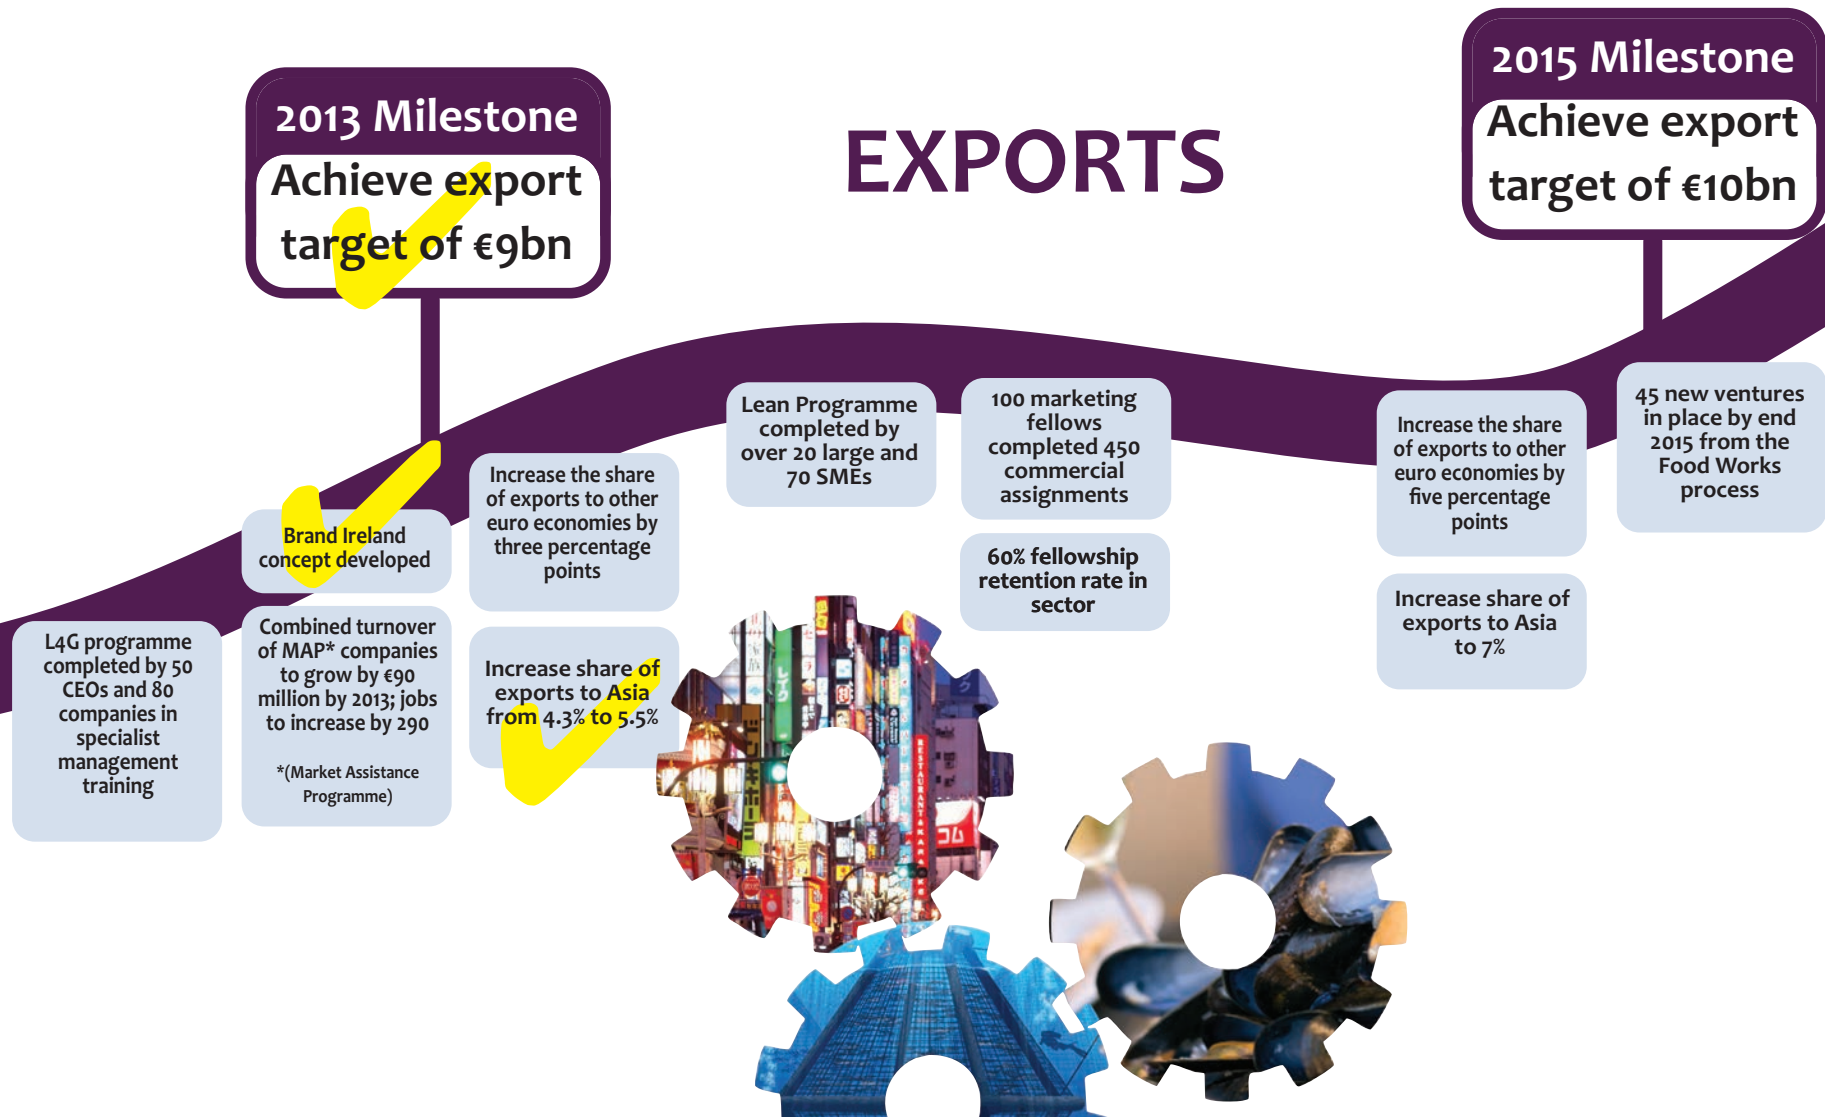 EXPORTS
2013 Milestone
Achieve export
target of €9bn
2015 Milestone
Achieve export
target of €10bn
L4G programme
completed by 50
CEOs and 80
companies in
specialist
management
training
Brand Ireland
concept developed
Combined turnover
of MAP* companies
to grow by €90
million by 2013; jobs
to increase by 290
*(Market Assistance
Programme)
Increase the share
of exports to other
euro economies by
three percentage
points
Increase share of
exports to Asia
from 4.3% to 5.5%
Lean Programme
completed by
over 20 large and
70 SMEs
100 marketing
fellows
completed 450
commercial
assignments
60% fellowship
retention rate in
sector
Increase the share
of exports to other
euro economies by
five percentage
points
Increase share of
exports to Asia
to 7%
45 new ventures
in place by end
2015 from the
Food Works
process
レイク
コム
RESTAURANT & KARAOKE